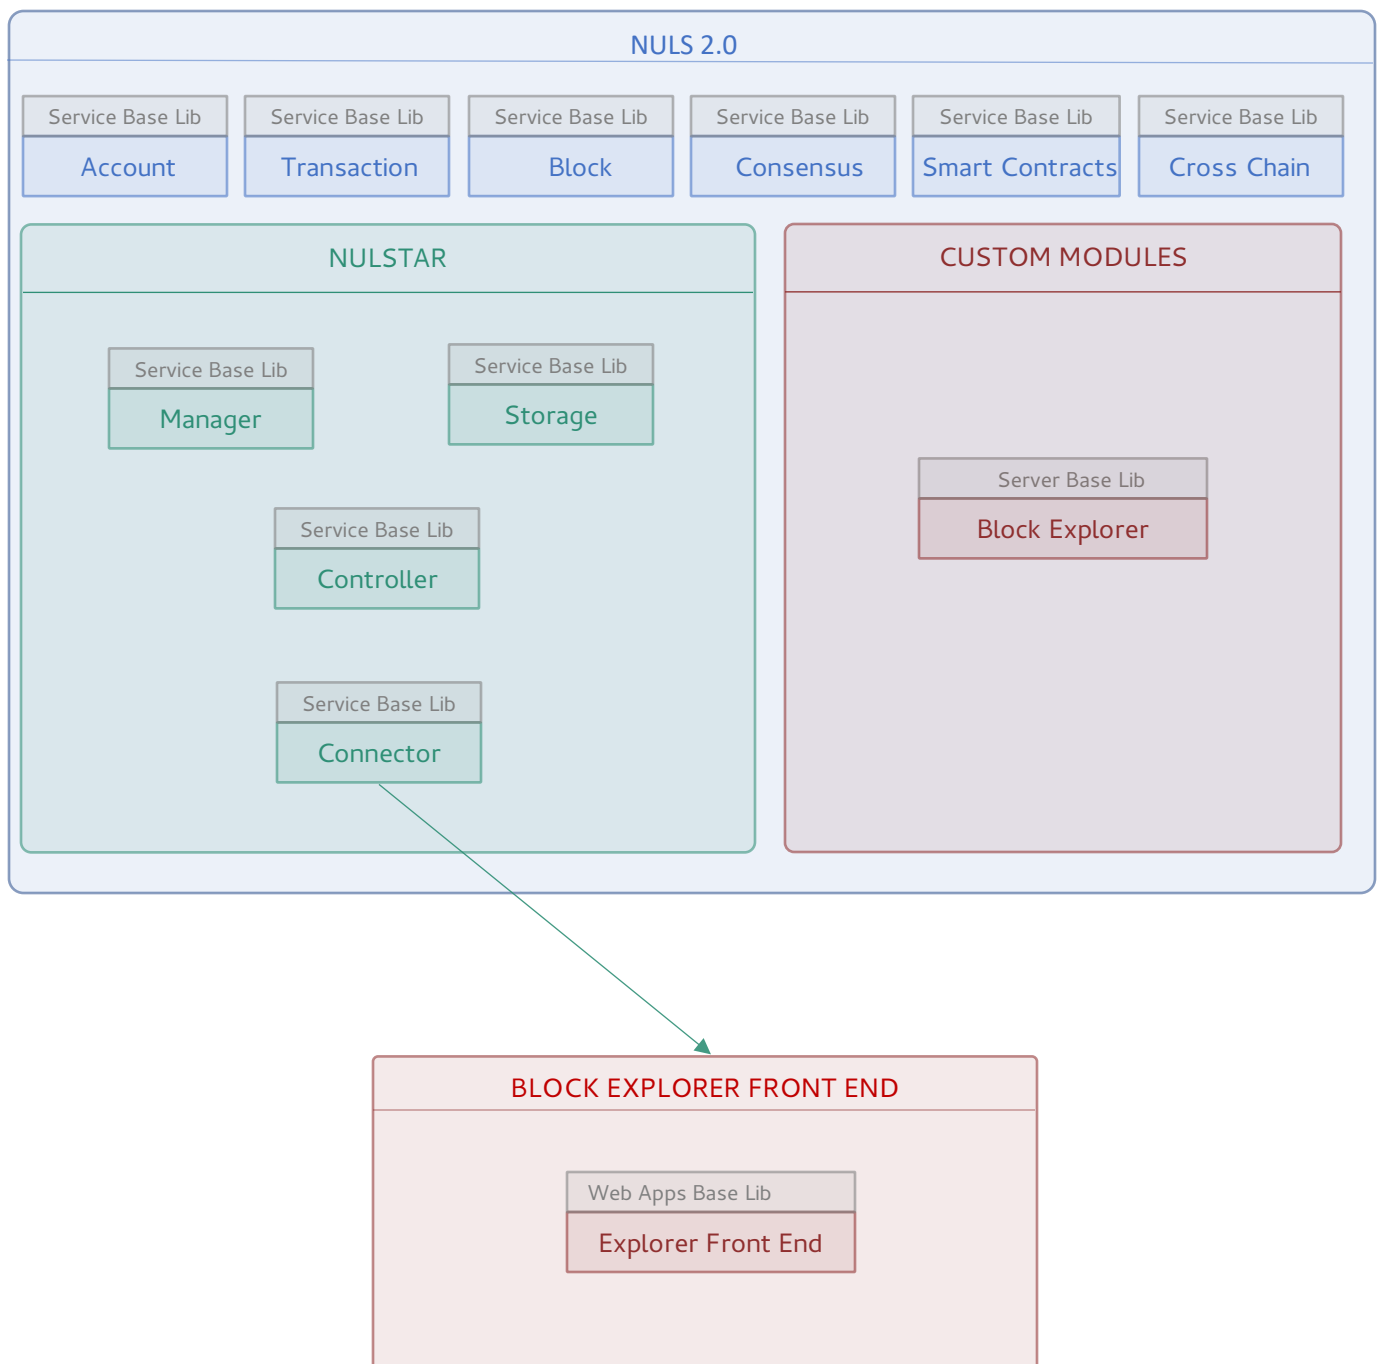 NULS 2.0
Service Base Lib
Account
Service Base Lib
Transaction
Service Base Lib
Block
Service Base Lib
Consensus
Service Base Lib
Smart Contracts
Service Base Lib
Cross Chain
NULSTAR
Service Base Lib
Manager
Service Base Lib
Storage
Service Base Lib
Controller
Service Base Lib
Connector
CUSTOM MODULES
Server Base Lib
Block Explorer
BLOCK EXPLORER FRONT END
Web Apps Base Lib
Explorer Front End